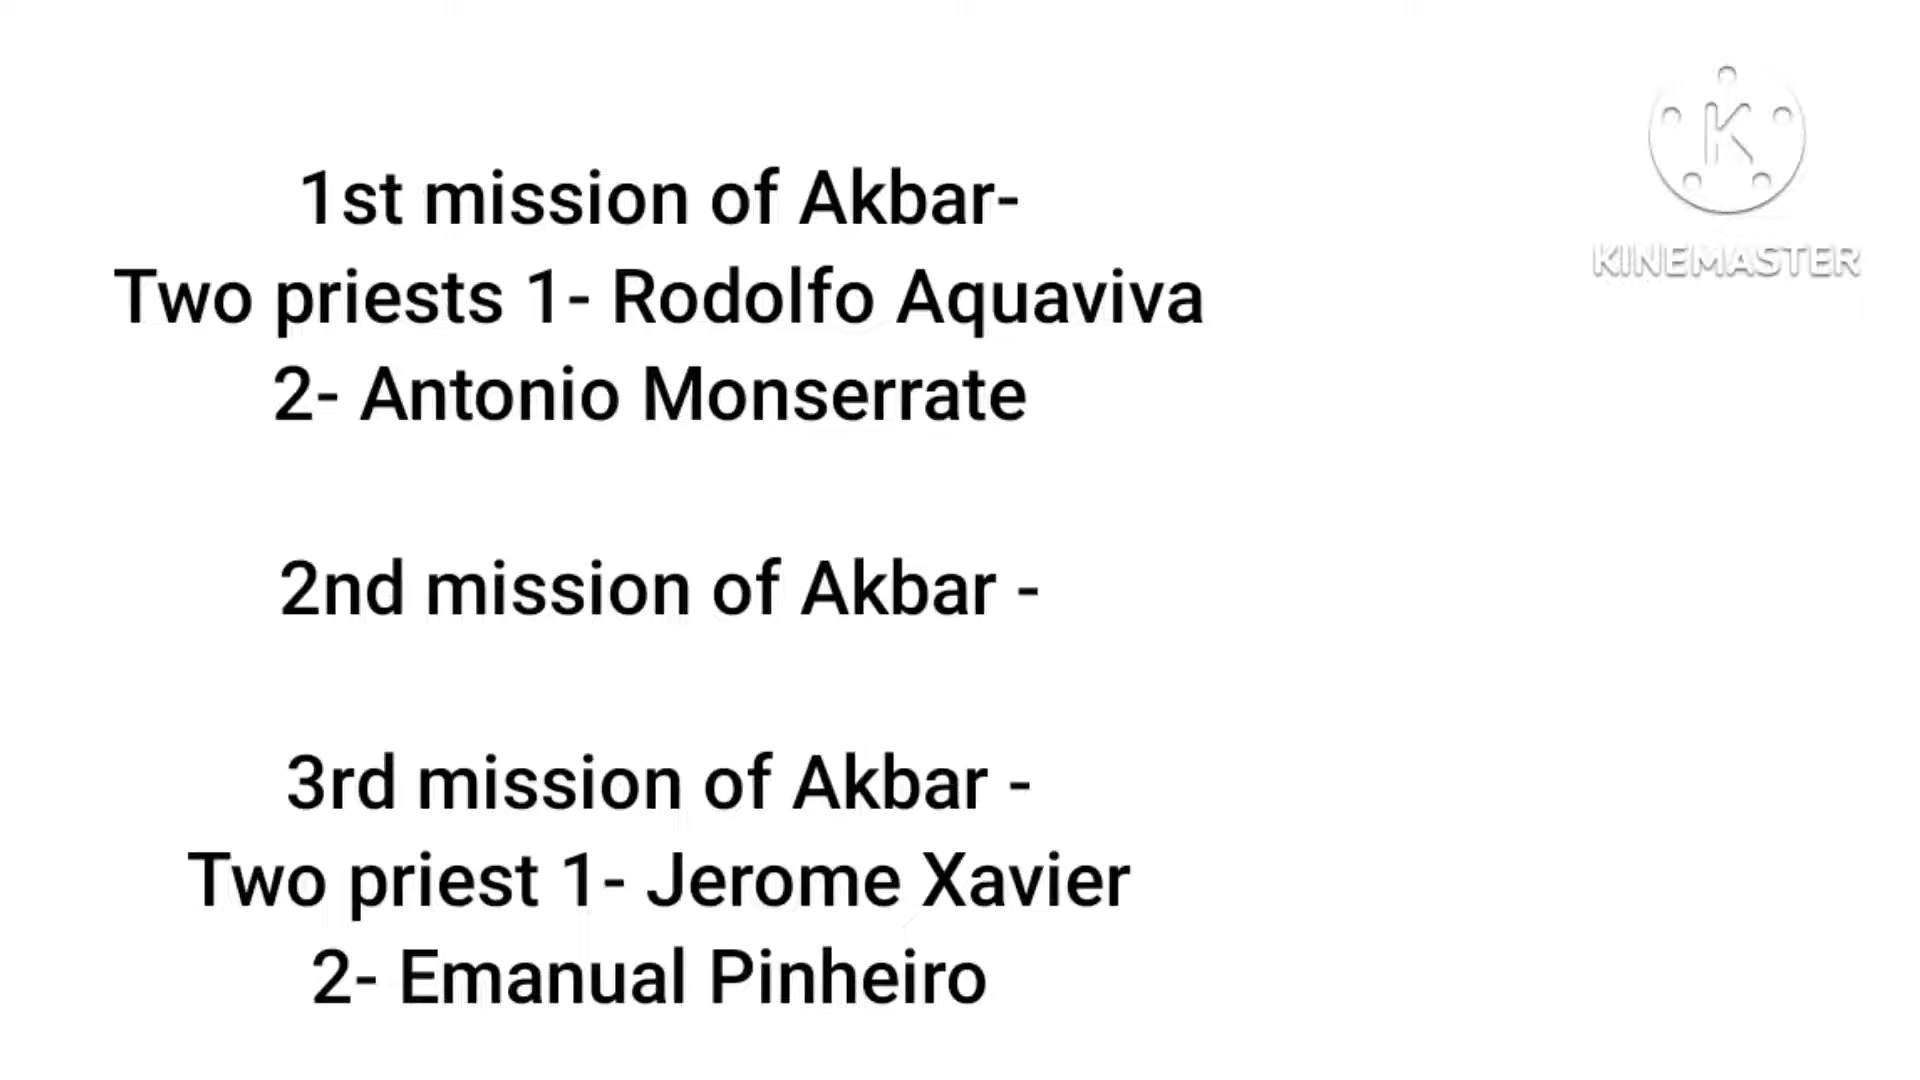 1st mission of Akbar-
Two priests 1- Rodolfo Aquaviva
2- Antonio Monserrate
2nd mission of Akbar -
3rd mission of Akbar -
Two priest 1- Jerome Xavier
2- Emanual Pinheiro
K
KINEMASTER